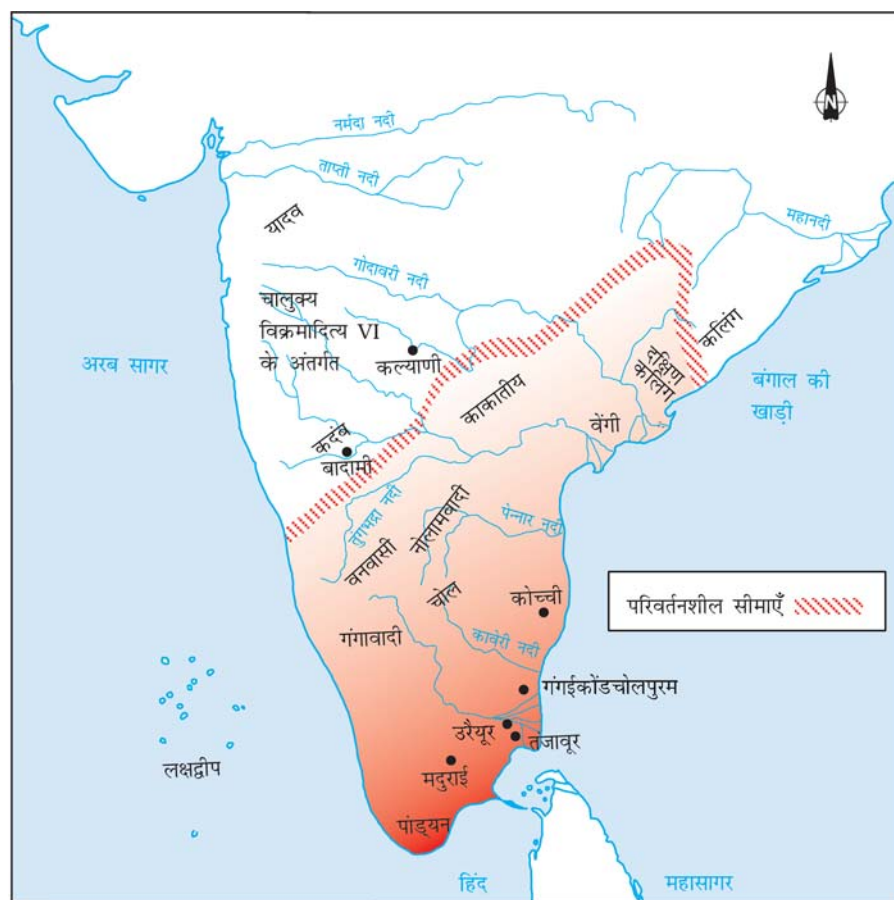 N
नर्मदा नदी
ताप्ती नदी
यादव
महानदी
गोदावरी नदी
चालुक्य
विक्रमादित्य VI
के अंतर्गत
कल्याणी
कलिंग
दक्षिण
कलिंग
अरब सागर
काकातीय
बंगाल की
खाड़ी
वेंगी
कदंब
बादामी
तुंगभद्रा नदी
नोलामवादी
पेन्नार नदी
वनवासी
चोल
कोच्ची
परिवर्तनशील सीमाएँ
गंगावादी
कावेरी नदी
गंगईकोंडचोलपुरम
उरैयूर
तंजावूर
लक्षद्वीप
मदुराई
पांड्यन
हिंद
महासागर